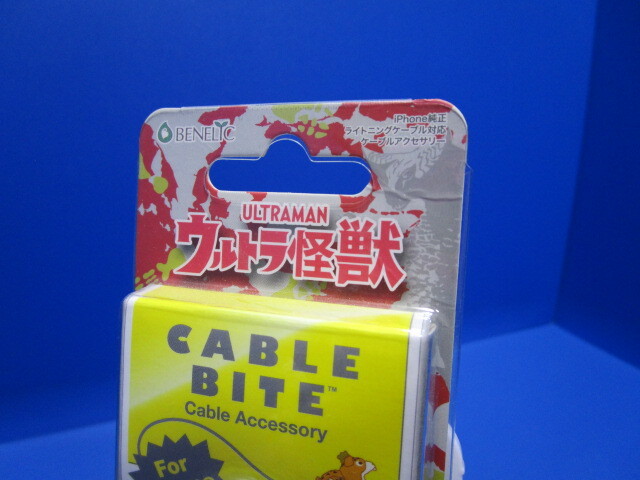 BENELIC
iPhone純正
ライトニングケーブル対応
ケーブルアクセサリー
ULTRAMAN
ウルトラ怪獣
CABLE
BITE™
Cable Accessory
For